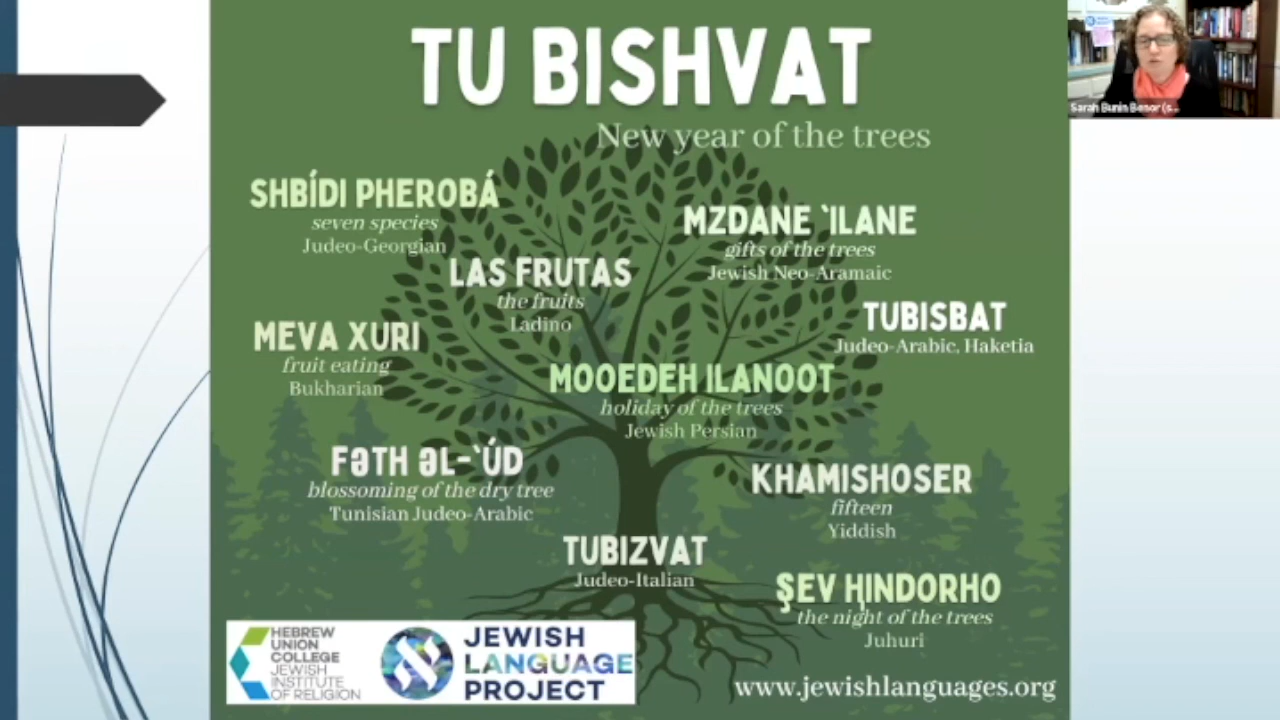 TU BISHVAT
New year of the trees
SHBÍDI PHEROBÁ
seven species
Judeo-Georgian
MZDANE `ILANE
gifts of the trees
Jewish Neo-Aramaic
LAS FRUTAS
the fruits
Ladino
TUBISBAT
Judeo-Arabic, Haketia
MEVA XURI
fruit eating
Bukharian
MOOEDEH ILANOOT
holiday of the trees
Jewish Persian
FƏTH ƏL-`ÚD
blossoming of the dry tree
Tunisian Judeo-Arabic
KHAMISHOSER
fifteen
Yiddish
TUBIZVAT
Judeo-Italian
ŞEV ḤINDORHO
the night of the trees
Juhuri
HEBREW
UNION
COLLEGE
JEWISH
INSTITUTE
OF RELIGION
א
JEWISH
LANGUAGE
PROJECT
www.jewishlanguages.org
Sarah Bunin Benor (s...